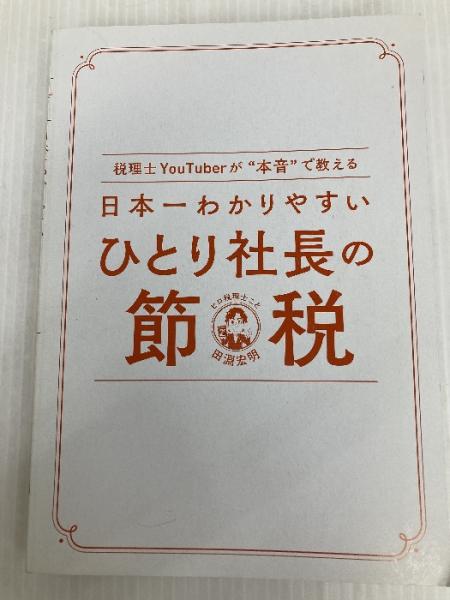 税理士YouTuberが“本音”で教える
日本一わかりやすい
ひとり社長の
節税
ヒロ税理士こと
田淵宏明